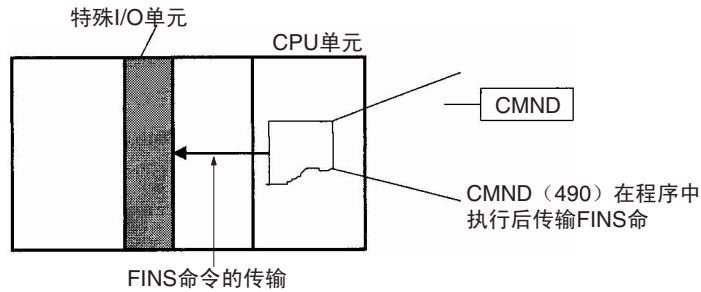 特殊I/O单元
CPU单元
CMND
CMND（490）在程序中
执行后传输FINS命
FINS命令的传输